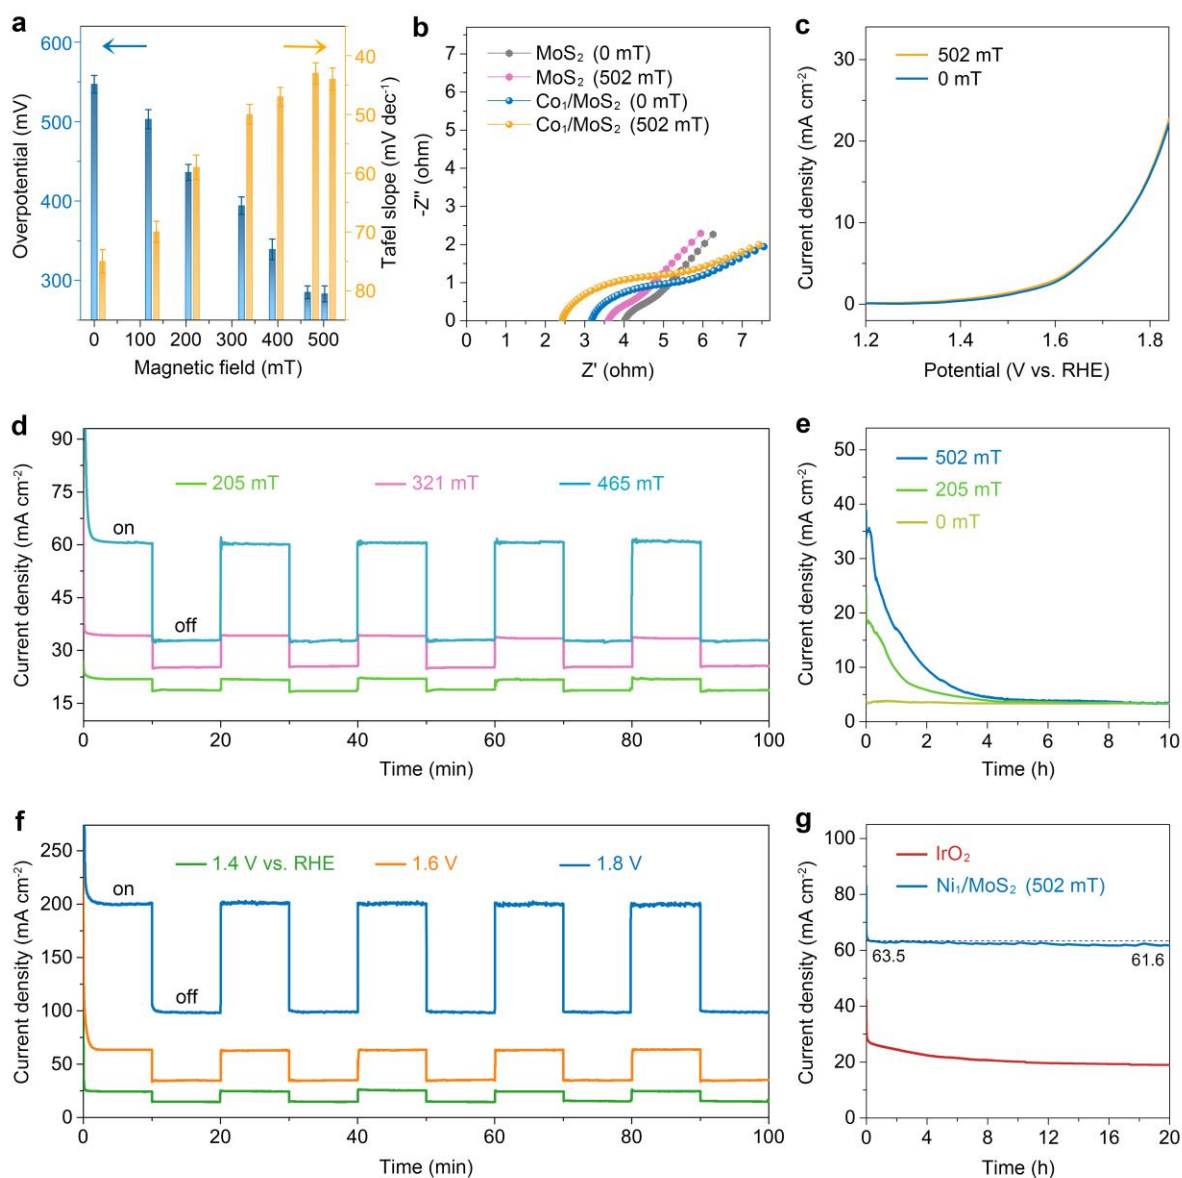 a
600
500
400
300
Overpotential (mV)
40
50
60
70
80
Tafel slope (mV dec⁻¹)
0 100 200 300 400 500
Magnetic field (mT)
b
MoS₂ (0 mT)
MoS₂ (502 mT)
Co₁/MoS₂ (0 mT)
Co₁/MoS₂ (502 mT)
7
6
5
4
3
2
1
0
-Z'' (ohm)
0 1 2 3 4 5 6 7
Z' (ohm)
c
502 mT
0 mT
30
20
10
0
Current density (mA cm⁻²)
1.2 1.4 1.6 1.8
Potential (V vs. RHE)
d
205 mT 321 mT 465 mT
on
off
90
75
60
45
30
15
Current density (mA cm⁻²)
0 20 40 60 80 100
Time (min)
e
502 mT
205 mT
0 mT
50
40
30
20
10
0
Current density (mA cm⁻²)
0 2 4 6 8 10
Time (h)
f
1.4 V vs. RHE 1.6 V 1.8 V
on
off
250
200
150
100
50
0
Current density (mA cm⁻²)
0 20 40 60 80 100
Time (min)
g
IrO₂
Ni₁/MoS₂ (502 mT)
63.5 61.6
100
80
60
40
20
0
Current density (mA cm⁻²)
0 4 8 12 16 20
Time (h)